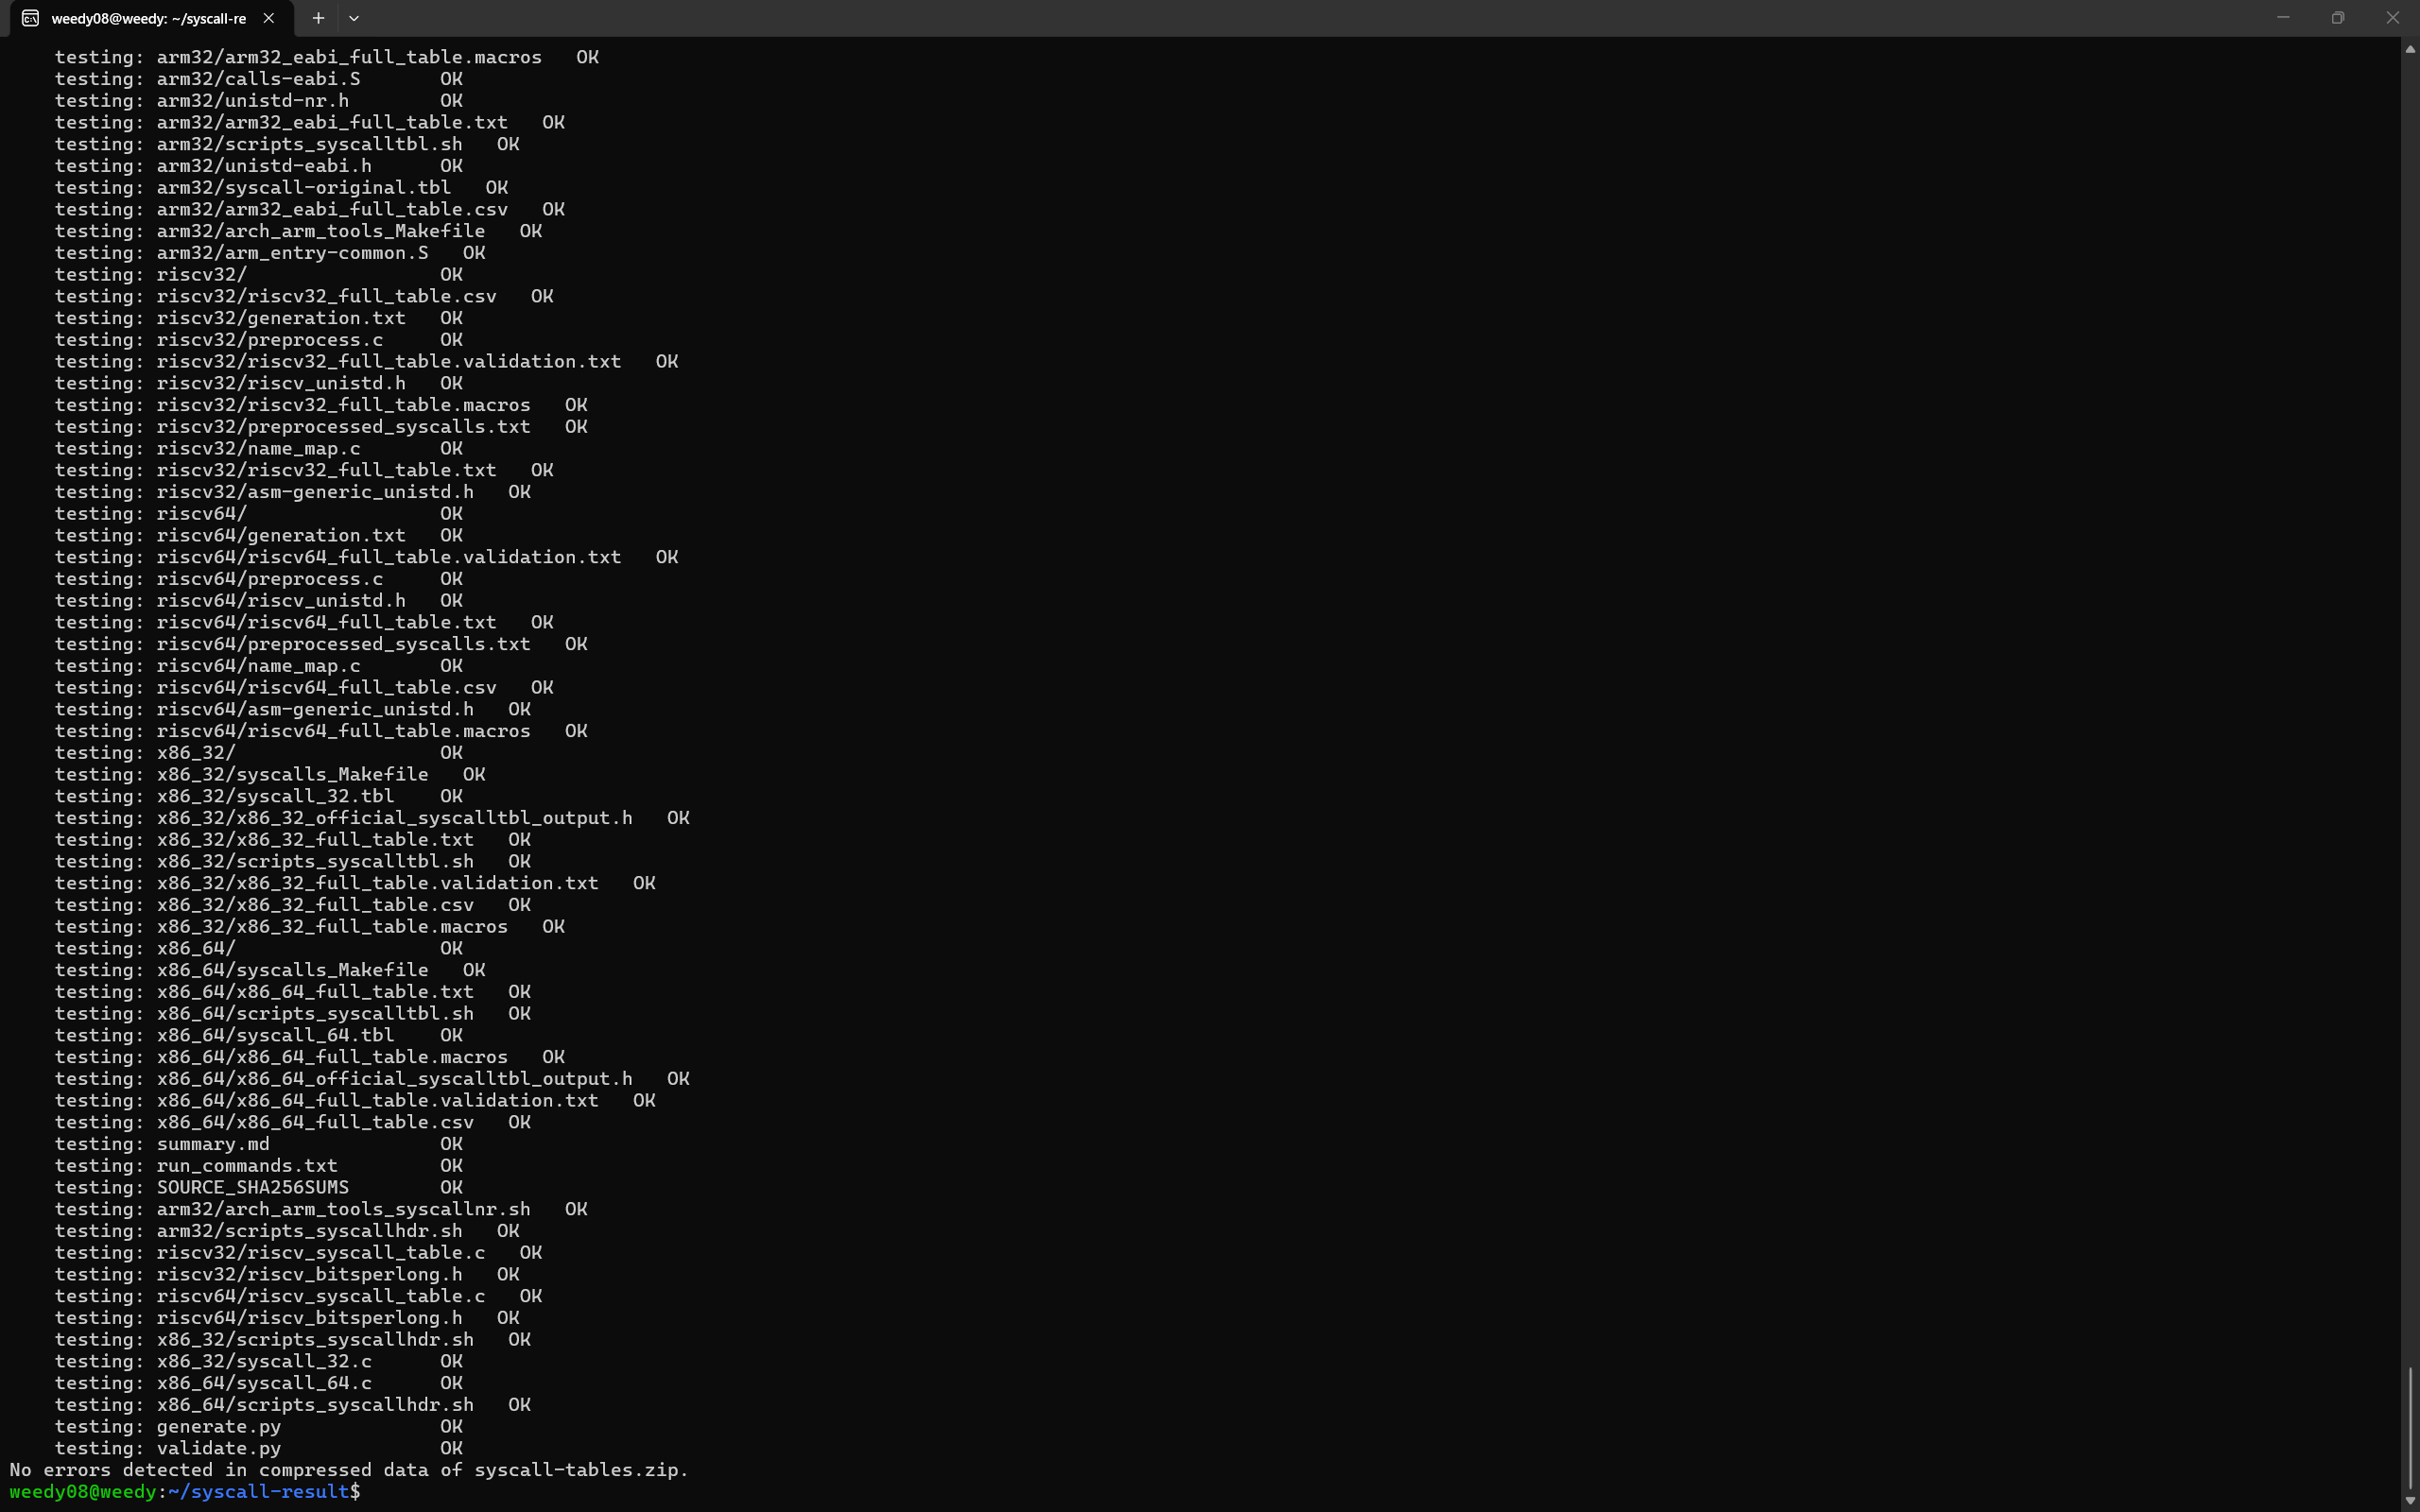 weedy08@weedy: ~/syscall-re
testing: arm32/arm32_eabi_full_table.macros   OK
testing: arm32/calls-eabi.S       OK
testing: arm32/unistd-nr.h        OK
testing: arm32/arm32_eabi_full_table.txt   OK
testing: arm32/scripts_syscalltbl.sh   OK
testing: arm32/unistd-eabi.h      OK
testing: arm32/syscall-original.tbl   OK
testing: arm32/arm32_eabi_full_table.csv   OK
testing: arm32/arch_arm_tools_Makefile   OK
testing: arm32/arm_entry-common.S   OK
testing: riscv32/                 OK
testing: riscv32/riscv32_full_table.csv   OK
testing: riscv32/generation.txt   OK
testing: riscv32/preprocess.c     OK
testing: riscv32/riscv32_full_table.validation.txt   OK
testing: riscv32/riscv_unistd.h   OK
testing: riscv32/riscv32_full_table.macros   OK
testing: riscv32/preprocessed_syscalls.txt   OK
testing: riscv32/name_map.c       OK
testing: riscv32/riscv32_full_table.txt   OK
testing: riscv32/asm-generic_unistd.h   OK
testing: riscv64/                 OK
testing: riscv64/generation.txt   OK
testing: riscv64/riscv64_full_table.validation.txt   OK
testing: riscv64/preprocess.c     OK
testing: riscv64/riscv_unistd.h   OK
testing: riscv64/riscv64_full_table.txt   OK
testing: riscv64/preprocessed_syscalls.txt   OK
testing: riscv64/name_map.c       OK
testing: riscv64/riscv64_full_table.csv   OK
testing: riscv64/asm-generic_unistd.h   OK
testing: riscv64/riscv64_full_table.macros   OK
testing: x86_32/                  OK
testing: x86_32/syscalls_Makefile   OK
testing: x86_32/syscall_32.tbl    OK
testing: x86_32/x86_32_official_syscalltbl_output.h   OK
testing: x86_32/x86_32_full_table.txt   OK
testing: x86_32/scripts_syscalltbl.sh   OK
testing: x86_32/x86_32_full_table.validation.txt   OK
testing: x86_32/x86_32_full_table.csv   OK
testing: x86_32/x86_32_full_table.macros   OK
testing: x86_64/                  OK
testing: x86_64/syscalls_Makefile   OK
testing: x86_64/x86_64_full_table.txt   OK
testing: x86_64/scripts_syscalltbl.sh   OK
testing: x86_64/syscall_64.tbl    OK
testing: x86_64/x86_64_full_table.macros   OK
testing: x86_64/x86_64_official_syscalltbl_output.h   OK
testing: x86_64/x86_64_full_table.validation.txt   OK
testing: x86_64/x86_64_full_table.csv   OK
testing: summary.md               OK
testing: run_commands.txt         OK
testing: SOURCE_SHA256SUMS        OK
testing: arm32/arch_arm_tools_syscallnr.sh   OK
testing: arm32/scripts_syscallhdr.sh   OK
testing: riscv32/riscv_syscall_table.c   OK
testing: riscv32/riscv_bitsperlong.h   OK
testing: riscv64/riscv_syscall_table.c   OK
testing: riscv64/riscv_bitsperlong.h   OK
testing: x86_32/scripts_syscallhdr.sh   OK
testing: x86_32/syscall_32.c      OK
testing: x86_64/syscall_64.c      OK
testing: x86_64/scripts_syscallhdr.sh   OK
testing: generate.py              OK
testing: validate.py              OK
No errors detected in compressed data of syscall-tables.zip.
weedy08@weedy:~/syscall-result$